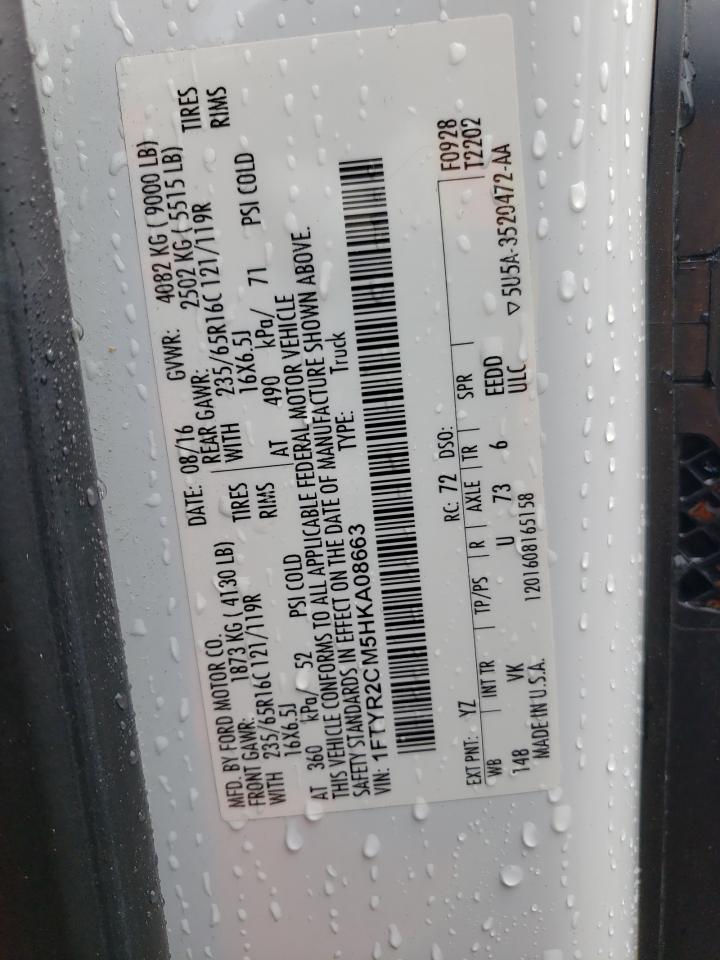 MFD. BY FORD MOTOR CO. DATE: 08/16 GVWR: 4082 KG ( 9000 LB)
FRONT GAWR: 1873 KG ( 4130 LB) REAR GAWR: 2502 KG ( 5515 LB)
WITH 235/65R16C 121/119R TIRES WITH 235/65R16C 121/119R TIRES
16X6.5J RIMS 16X6.5J RIMS
AT 360 kPa/ 52 PSI COLD AT 490 kPa/ 71 PSI COLD
THIS VEHICLE CONFORMS TO ALL APPLICABLE FEDERAL MOTOR VEHICLE
SAFETY STANDARDS IN EFFECT ON THE DATE OF MANUFACTURE SHOWN ABOVE.
VIN: 1FTYR2CM5HKA08663 TYPE: Truck
F0928
EXT PNT: YZ RC: 72 DSO: T2202
WB INT TR TP/PS R AXLE TR SPR
148 VK U 73 6 EEDD
MADE IN U.S.A. 1201608165158 ULC ▽5U5A-3520472-AA